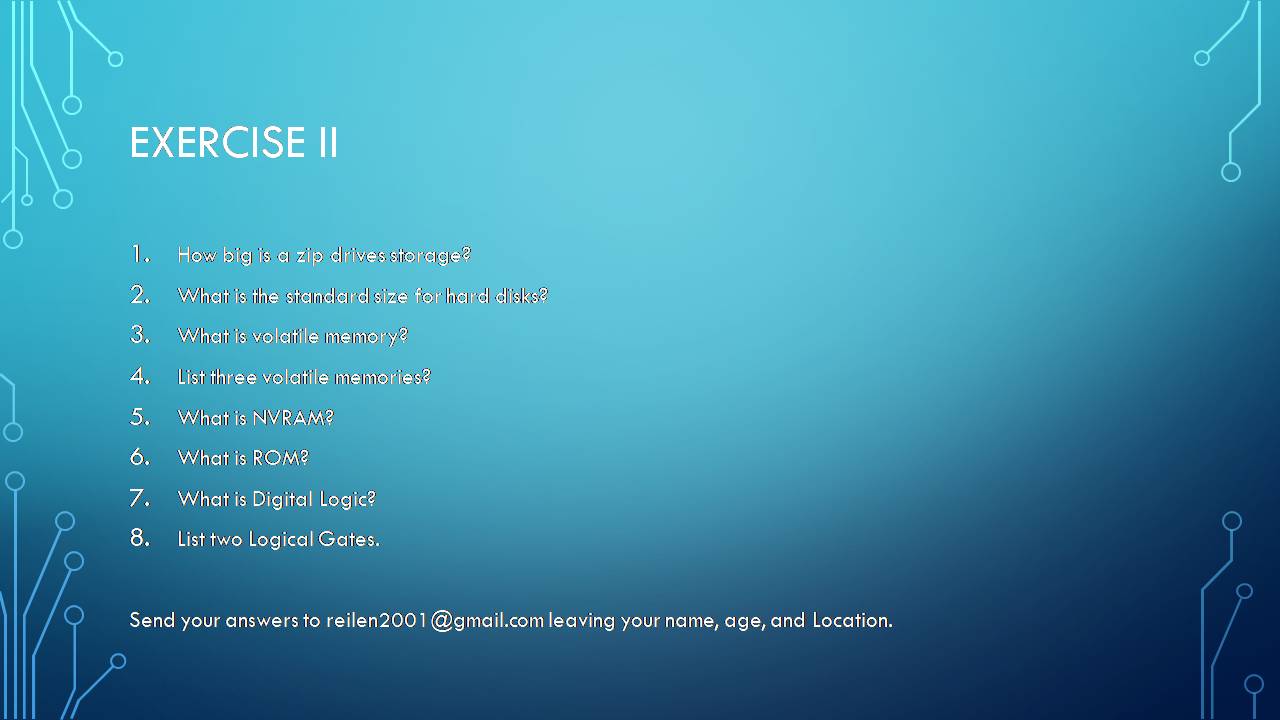 EXERCISE II
1. How big is a zip drives storage?
2. What is the standard size for hard disks?
3. What is volatile memory?
4. List three volatile memories?
5. What is NVRAM?
6. What is ROM?
7. What is Digital Logic?
8. List two Logical Gates.
Send your answers to reilen2001@gmail.com leaving your name, age, and Location.